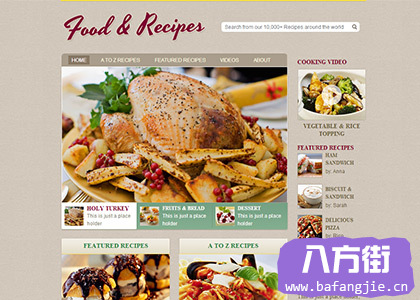 Food & Recipes
Search from our 10,000+ Recipes around the world
HOME A TO Z RECIPES FEATURED RECIPES VIDEOS ABOUT
COOKING VIDEO
VEGETABLE & RICE
TOPPING
FEATURED RECIPES
HAM
SANDWICH
by: Anna
BISCUIT &
SANDWICH
by: Sarah
DELICIOUS
PIZZA
by: Rich
HOLY TURKEY
This is just a place
holder
FRUITS & BREAD
This is just a place
holder
DESSERT
This is just a place
holder
FEATURED RECIPES
A TO Z RECIPES
八方街
www.bafangjie.cn